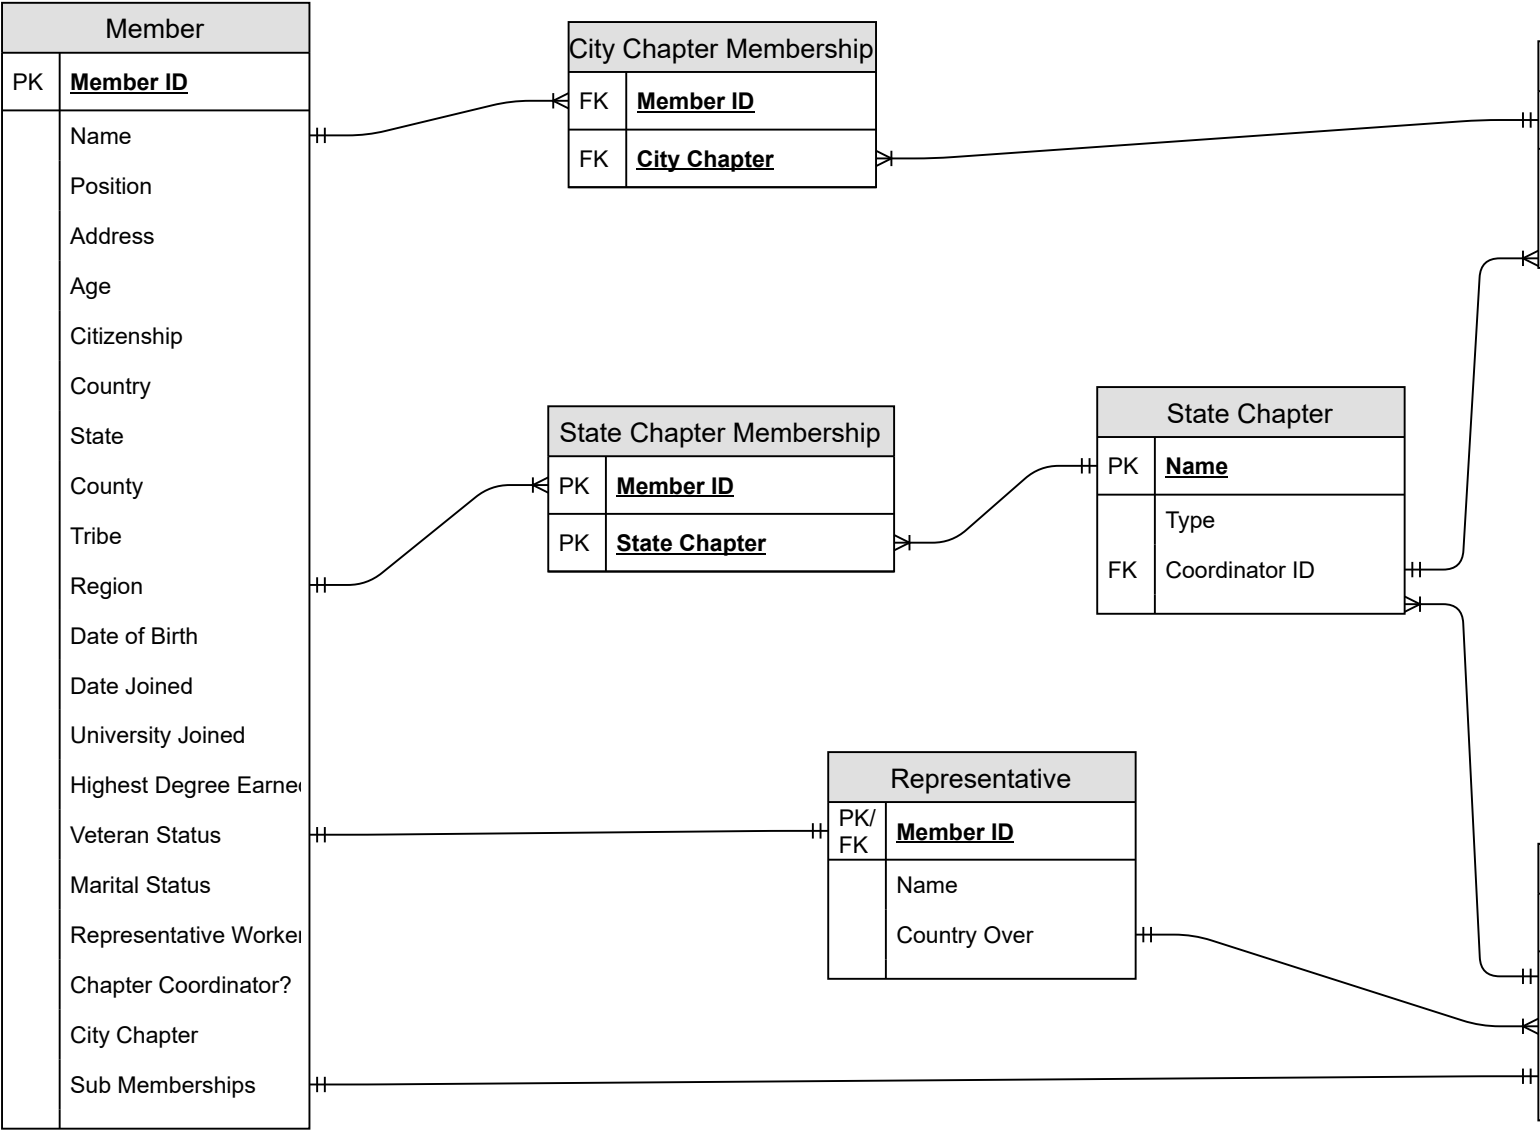 Member
PK Member ID
Name
Position
Address
Age
Citizenship
Country
State
County
Tribe
Region
Date of Birth
Date Joined
University Joined
Highest Degree
Veteran Status
Marital Status
Representative
Chapter Coordinator?
City Chapter
Sub Memberships
City Chapter Membership
FK Member ID
FK City Chapter
State Chapter Membership
PK Member ID
PK State Chapter
State Chapter
PK Name
Type
FK Coordinator ID
Representative
PK/
FK Member ID
Name
Country Over